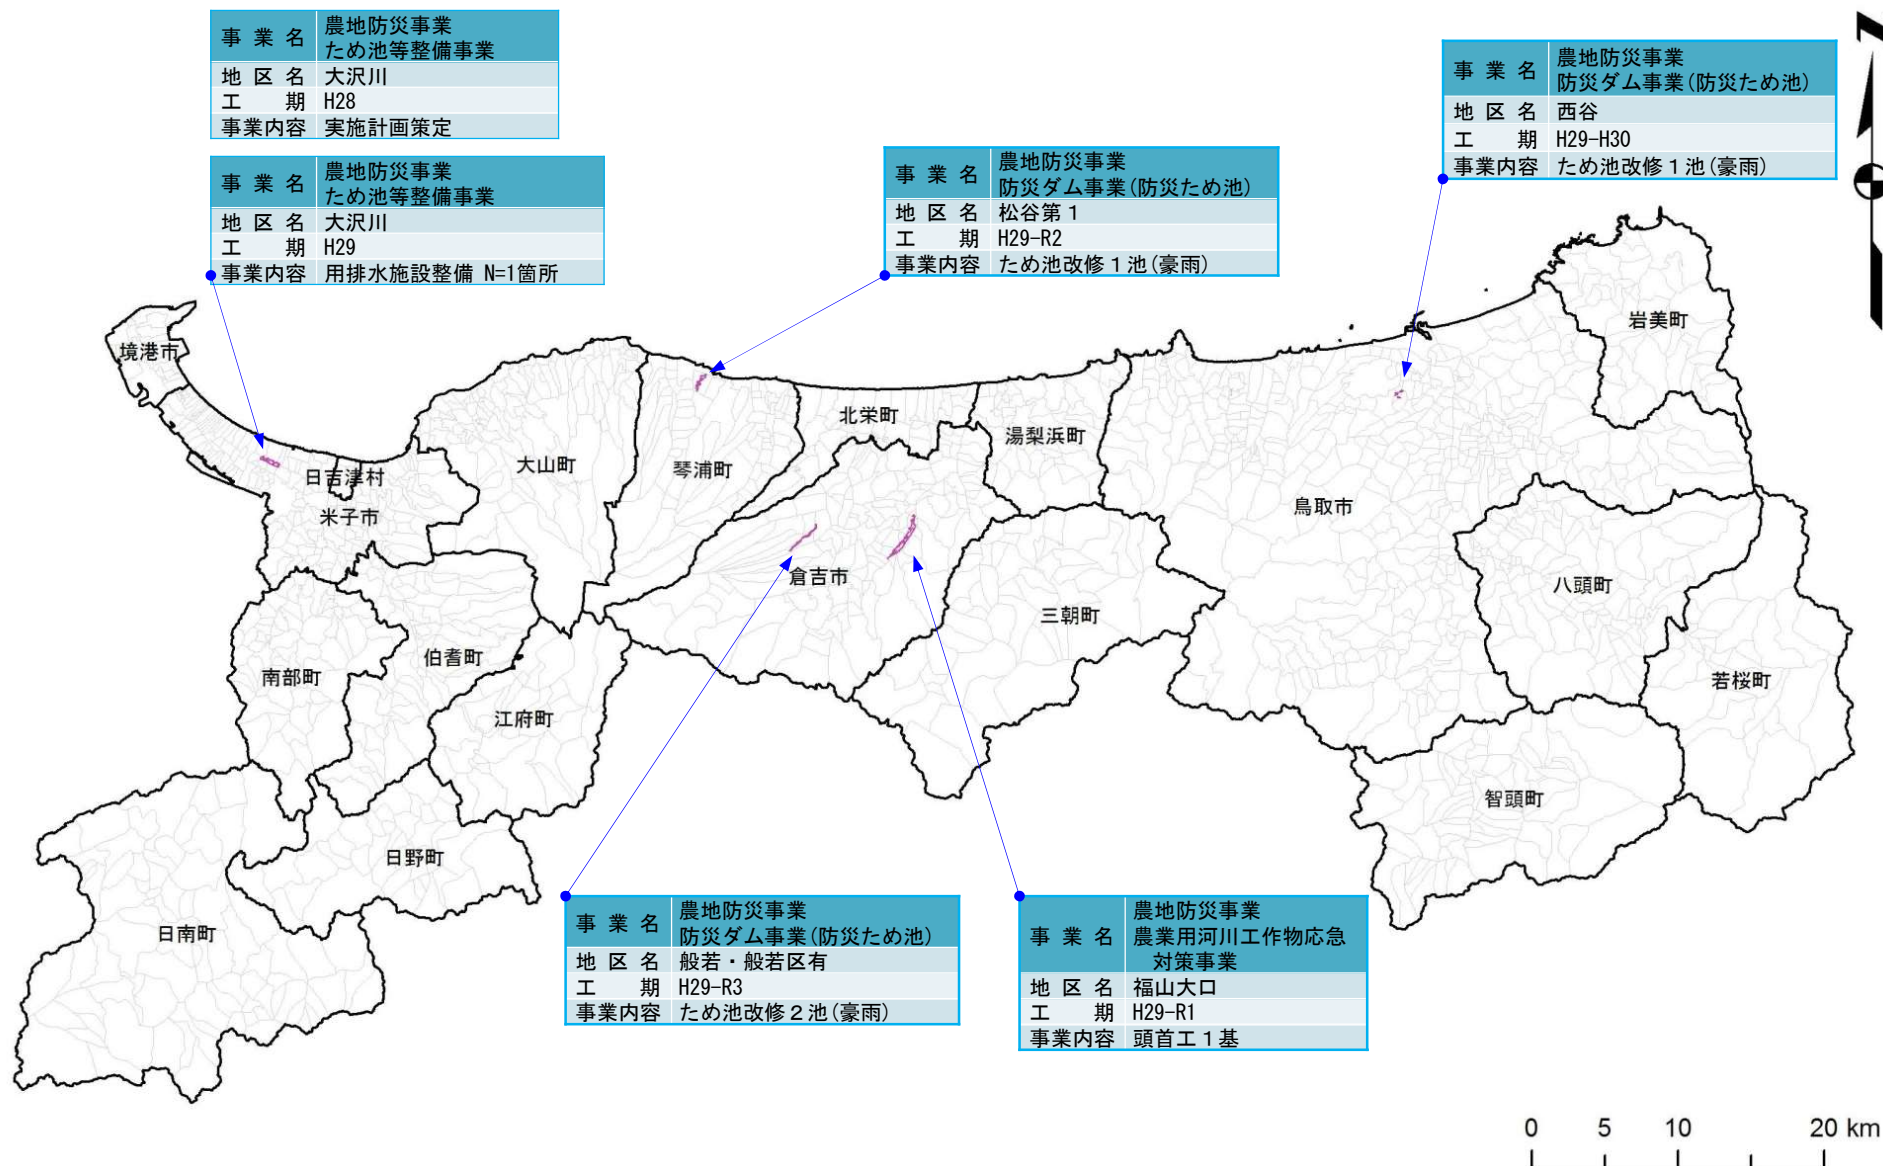 事業名 農地防災事業
ため池等整備事業
地区名 大沢川
工期 H28
事業内容 実施計画策定
事業名 農地防災事業
ため池等整備事業
地区名 大沢川
工期 H29
事業内容 用排水施設整備 N=1箇所
事業名 農地防災事業
防災ダム事業(防災ため池)
地区名 松谷第1
工期 H29-R2
事業内容 ため池改修1池(豪雨)
事業名 農地防災事業
防災ダム事業(防災ため池)
地区名 西谷
工期 H29-H30
事業内容 ため池改修1池(豪雨)
Z
境港市
岩美町
北栄町
湯梨浜町
大山町
琴浦町
日吉津村
米子市
鳥取市
倉吉市
八頭町
三朝町
伯耆町
南部町
若桜町
江府町
智頭町
日野町
日南町
事業名 農地防災事業
防災ダム事業(防災ため池)
地区名 般若・般若区有
工期 H29-R3
事業内容 ため池改修2池(豪雨)
事業名 農地防災事業
農業用河川工作物応急
対策事業
地区名 福山大口
工期 H29-R1
事業内容 頭首工1基
0 5 10 20 km